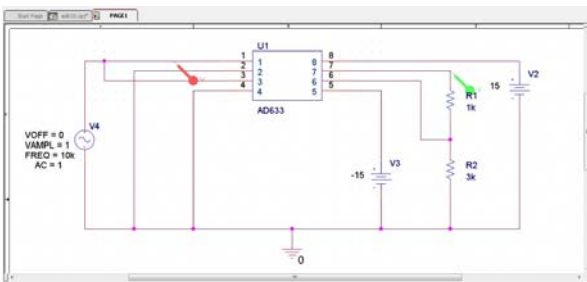 Start Page
PAGE1
U1
1 1 8 8
2 2 7 7
3 3 6 6
4 4 5 5
AD633
V4
VOFF = 0
VAMPL = 1
FREQ = 10k
AC = 1
R1
1k
15
V2
R2
3k
V3
-15
0